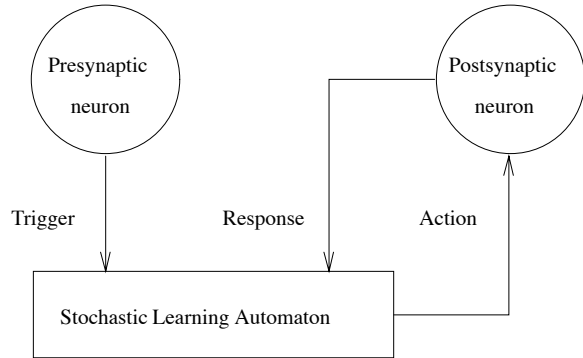 Presynaptic
neuron
Postsynaptic
neuron
Trigger
Response
Action
Stochastic Learning Automaton